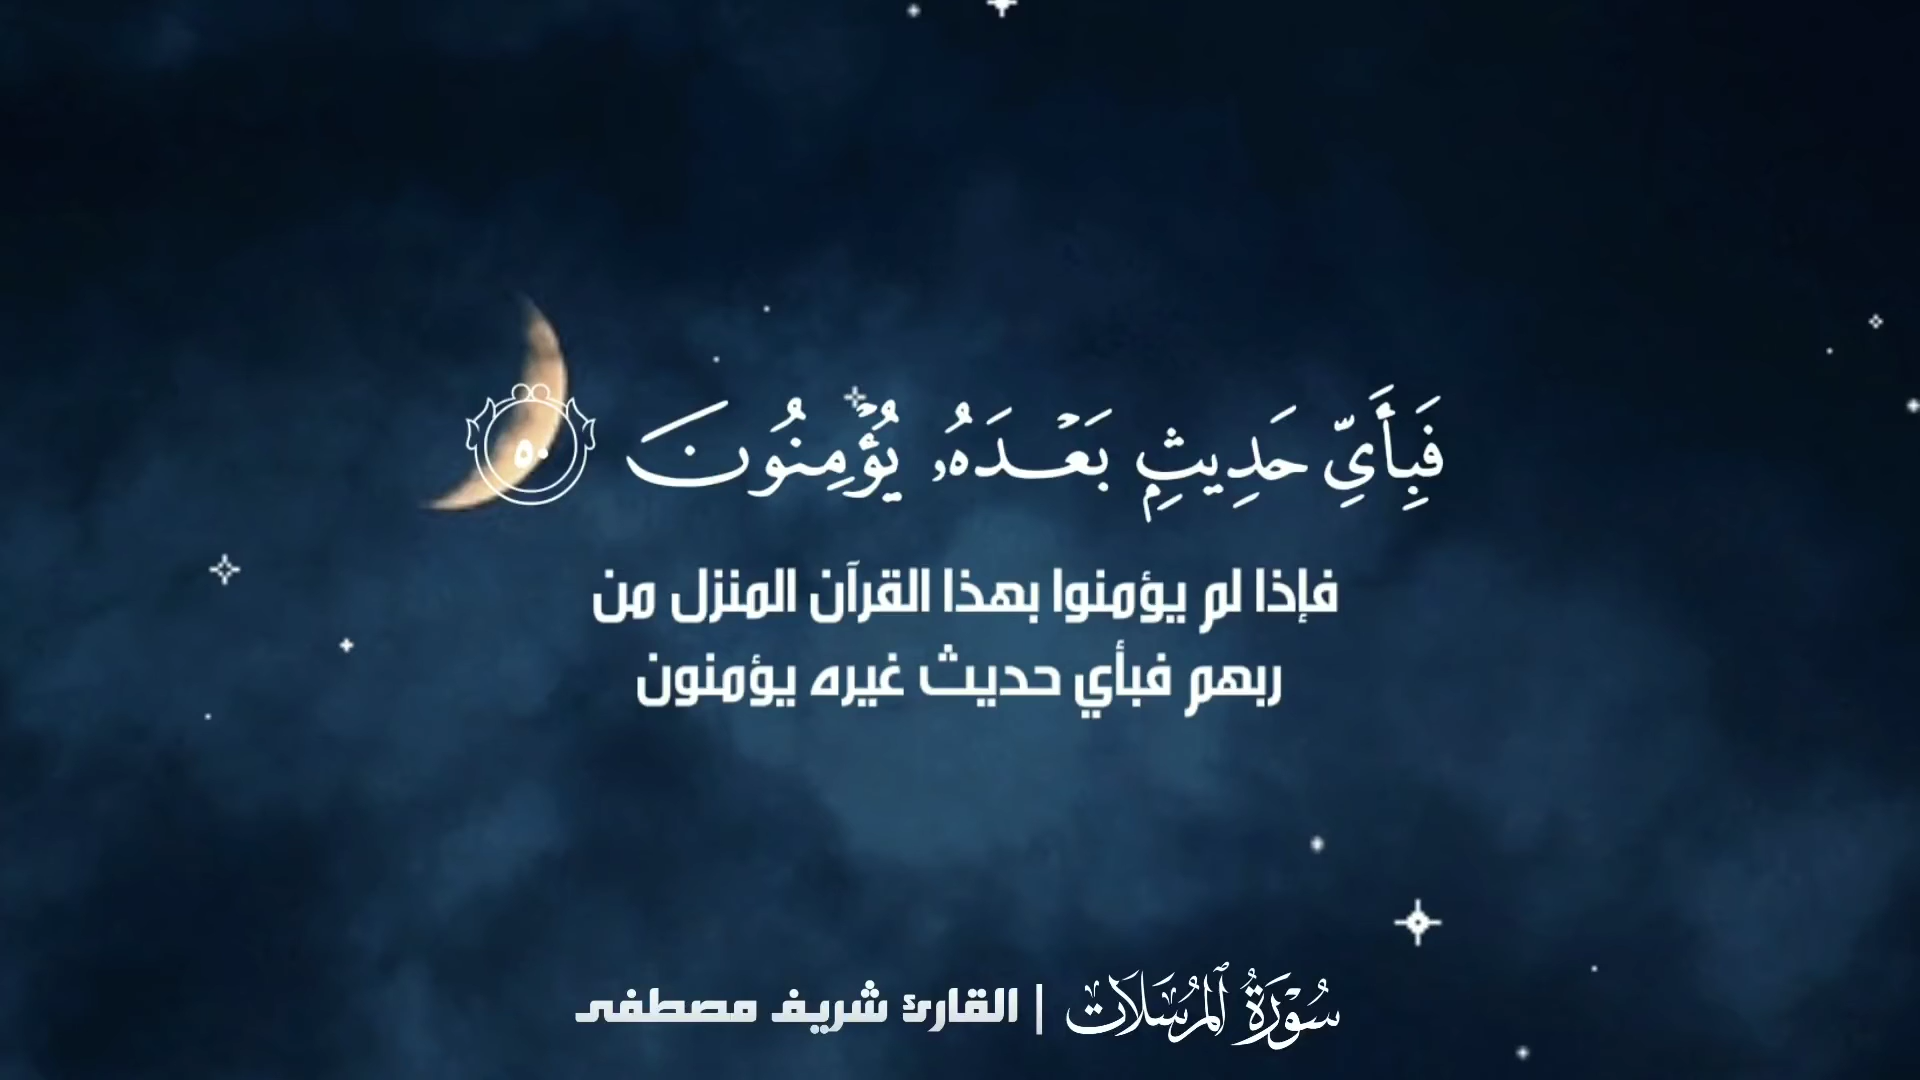 فَبِأَيِّ حَدِيثِۭ بَعۡدَهُۥ يُؤۡمِنُونَ ٥٠
فإذا لم يؤمنوا بهذا القرآن المنزل من
ربهم فبأي حديث غيره يؤمنون
سُورَةُ المُرْسَلَات | القارئ شريف مصطفى